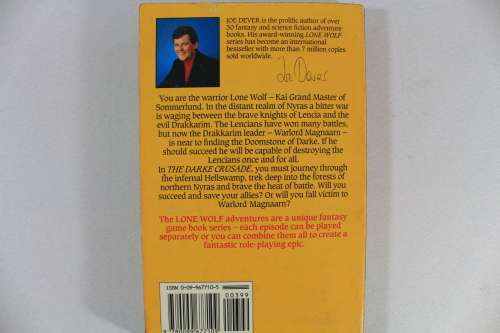 JOE DEVER is the prolific author of over
30 fantasy and science fiction adventure
books. His award-winning LONE WOLF
series has become an international
bestseller with more than 7 million copies
sold worldwide.
Joe Dever
You are the warrior Lone Wolf – Kai Grand Master of
Sommerlund. In the distant realm of Nyras a bitter war
is waging between the brave knights of Lencia and the
evil Drakkarim. The Lencians have won many battles,
but now the Drakkarim leader – Warlord Magnaarn –
is near to finding the Doomstone of Darke. If he
should succeed he will be capable of destroying the
Lencians once and for all.
In THE DARKE CRUSADE, you must journey through
the infernal Hellswamp, trek deep into the forests of
northern Nyras and brave the heat of battle. Will you
succeed and save your allies? Or will you fall victim to
Warlord Magnaarn?
The LONE WOLF adventures are a unique fantasy
game book series – each episode can be played
separately or you can combine them all to create a
fantastic role-playing epic.
ISBN 0-09-967710-5
00399